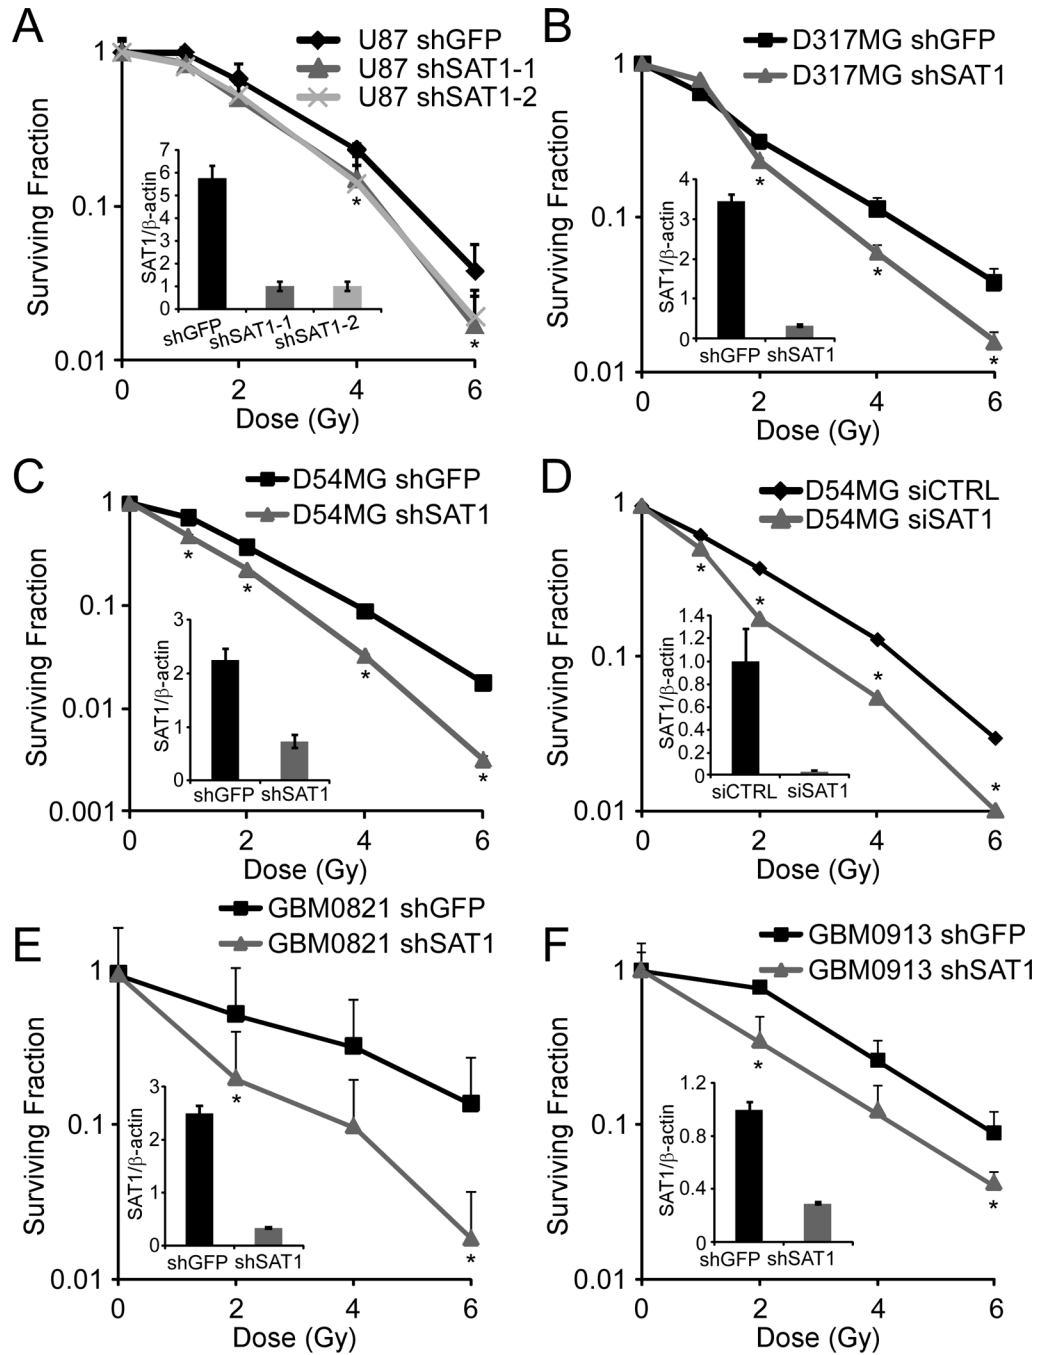 A
U87 shGFP
U87 shSAT1-1
U87 shSAT1-2
1
0.1
0.01
Surviving Fraction
0 2 4 6
Dose (Gy)
* *
SAT1/β-actin
7
6
5
4
3
2
1
0
shGFP shSAT1-1 shSAT1-2
B
D317MG shGFP
D317MG shSAT1
1
0.1
0.01
Surviving Fraction
0 2 4 6
Dose (Gy)
* * *
SAT1/β-actin
4
3
2
1
0
shGFP shSAT1
C
D54MG shGFP
D54MG shSAT1
1
0.1
0.01
0.001
Surviving Fraction
0 2 4 6
Dose (Gy)
* * * *
SAT1/β-actin
3
2
1
0
shGFP shSAT1
D
D54MG siCTRL
D54MG siSAT1
1
0.1
0.01
Surviving Fraction
0 2 4 6
Dose (Gy)
* * * *
SAT1/β-actin
1.4
1.2
1.0
0.8
0.6
0.4
0.2
0
siCTRL siSAT1
E
GBM0821 shGFP
GBM0821 shSAT1
1
0.1
0.01
Surviving Fraction
0 2 4 6
Dose (Gy)
* *
SAT1/β-actin
3
2
1
0
shGFP shSAT1
F
GBM0913 shGFP
GBM0913 shSAT1
1
0.1
0.01
Surviving Fraction
0 2 4 6
Dose (Gy)
* *
SAT1/β-actin
1.2
0.8
0.4
0
shGFP shSAT1